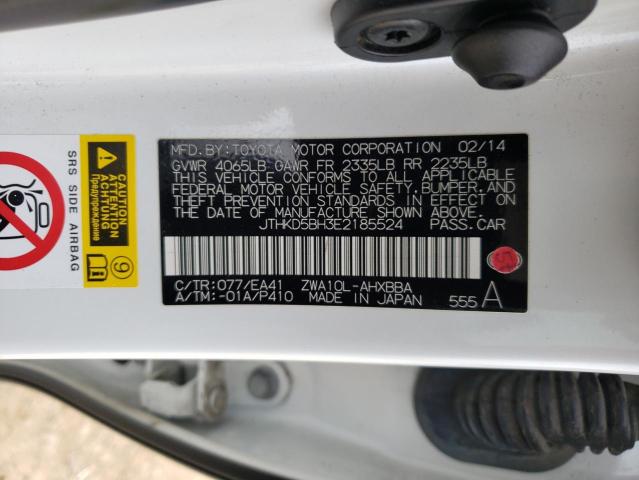 MFD.BY:TOYOTA MOTOR CORPORATION 02/14
GVWR 4065LB GAWR FR 2335LB RR 2235LB
THIS VEHICLE CONFORMS TO ALL APPLICABLE
FEDERAL MOTOR VEHICLE SAFETY,BUMPER,AND
THEFT PREVENTION STANDARDS IN EFFECT ON
THE DATE OF MANUFACTURE SHOWN ABOVE.
JTHKD5BH3E2185524 PASS.CAR
C/TR:077/EA41 ZWA10L-AHXBBA
A/TM:-01A/P410 MADE IN JAPAN 555 A
SRS SIDE AIRBAG
CAUTION
ATTENTION
ACHTUNG
Предупреждение
9